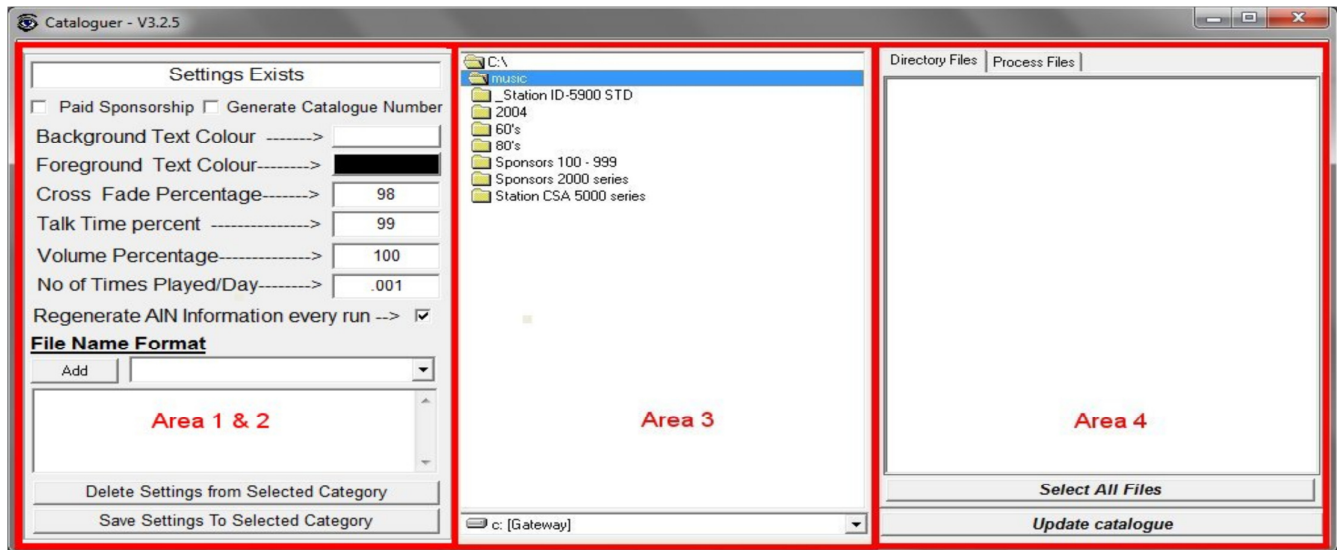 Cataloguer - V3.2.5
Settings Exists
Paid Sponsorship Generate Catalogue Number
Background Text Colour ------->
Foreground Text Colour-------->
Cross Fade Percentage-------> 98
Talk Time percent ---------------> 99
Volume Percentage--------------> 100
No of Times Played/Day--------> .001
Regenerate AIN Information every run -->
File Name Format
Add
Area 1 & 2
Delete Settings from Selected Category
Save Settings To Selected Category
C:\
music
_Station ID-5900 STD
2004
60's
80's
Sponsors 100 - 999
Sponsors 2000 series
Station CSA 5000 series
Area 3
c: [Gateway]
Directory Files Process Files
Area 4
Select All Files
Update catalogue